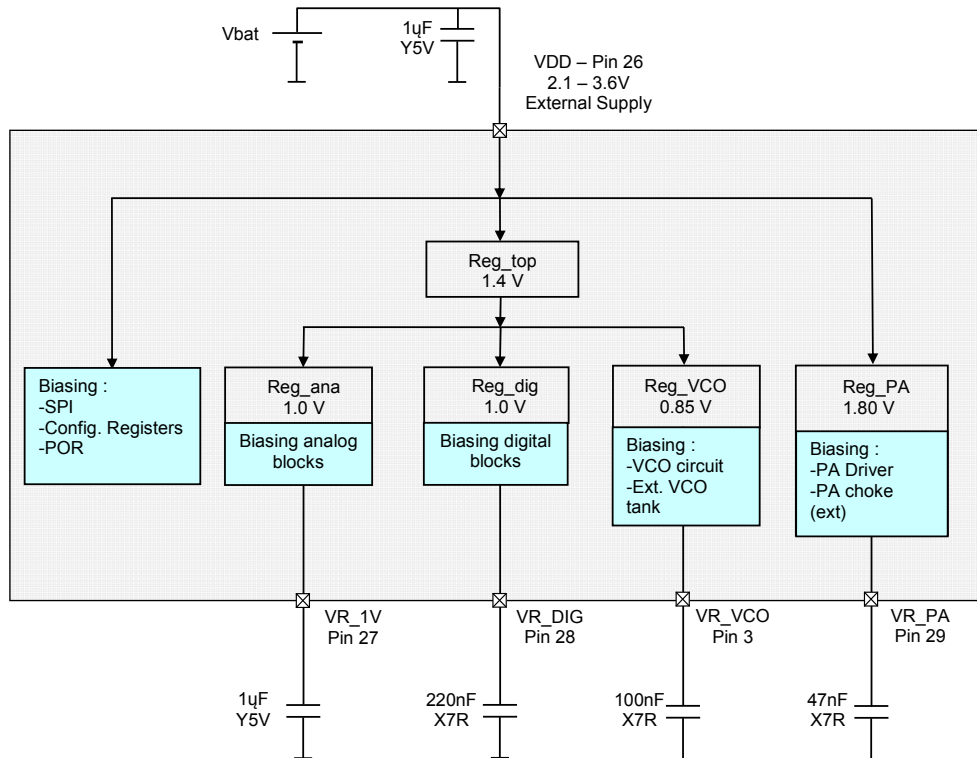 Vbat
1ųF
Y5V
VDD – Pin 26
2.1 – 3.6V
External Supply
Reg_top
1.4 V
Biasing :
-SPI
-Config. Registers
-POR
Reg_ana
1.0 V
Biasing analog
blocks
Reg_dig
1.0 V
Biasing digital
blocks
Reg_VCO
0.85 V
Biasing :
-VCO circuit
-Ext. VCO
tank
Reg_PA
1.80 V
Biasing :
-PA Driver
-PA choke
(ext)
VR_1V
Pin 27
VR_DIG
Pin 28
VR_VCO
Pin 3
VR_PA
Pin 29
1ųF
Y5V
220nF
X7R
100nF
X7R
47nF
X7R